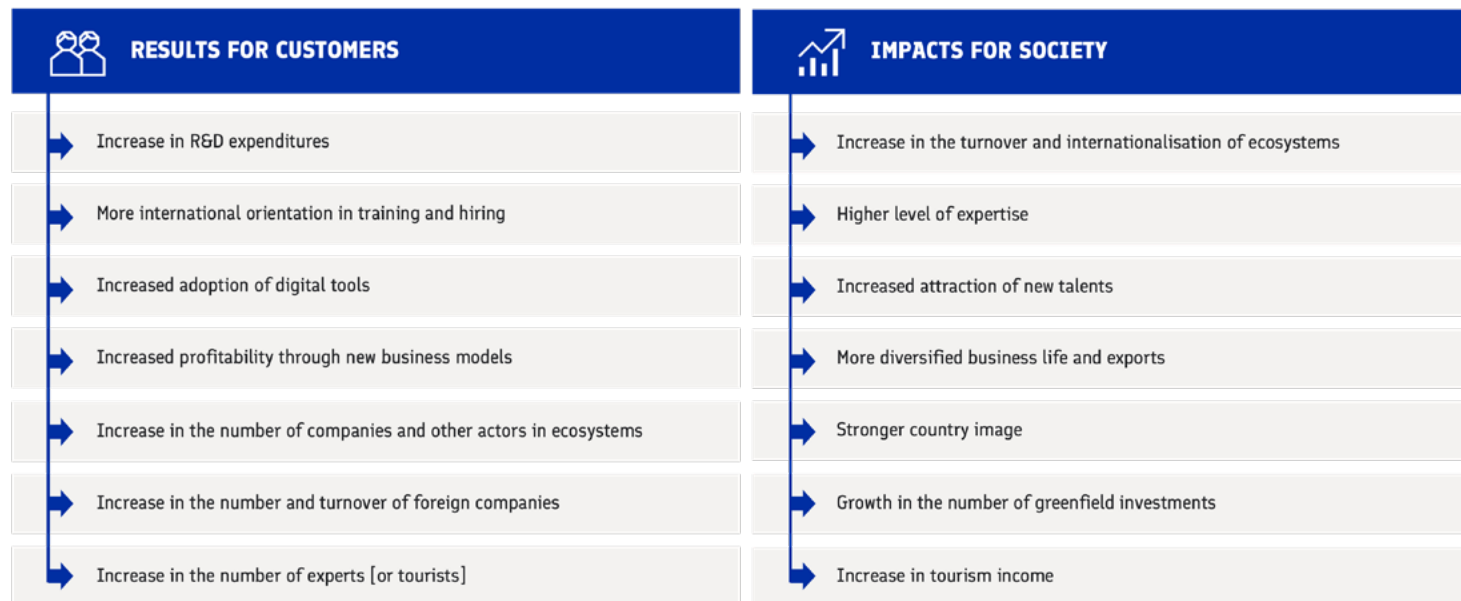 RESULTS FOR CUSTOMERS
Increase in R&D expenditures
More international orientation in training and hiring
Increased adoption of digital tools
Increased profitability through new business models
Increase in the number of companies and other actors in ecosystems
Increase in the number and turnover of foreign companies
Increase in the number of experts [or tourists]
IMPACTS FOR SOCIETY
Increase in the turnover and internationalisation of ecosystems
Higher level of expertise
Increased attraction of new talents
More diversified business life and exports
Stronger country image
Growth in the number of greenfield investments
Increase in tourism income